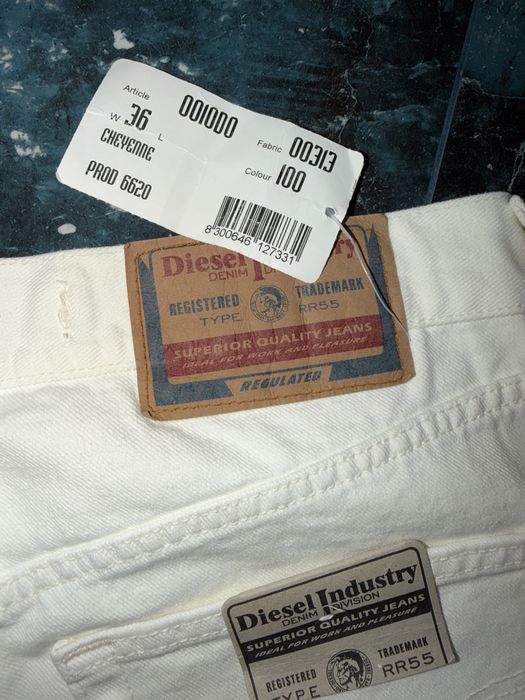 Article 001000
W 36 L Fabric 00313
CHEYENNE Colour 100
PROD 6620
8 300646 127331
Diesel Industry
DENIM DIVISION
REGISTERED TRADEMARK
TYPE RR55
SUPERIOR QUALITY JEANS
IDEAL FOR WORK AND PLEASURE
REGULATED
Diesel Industry
DENIM DIVISION
SUPERIOR QUALITY JEANS
IDEAL FOR WORK AND PLEASURE
REGISTERED TRADEMARK
TYPE RR55